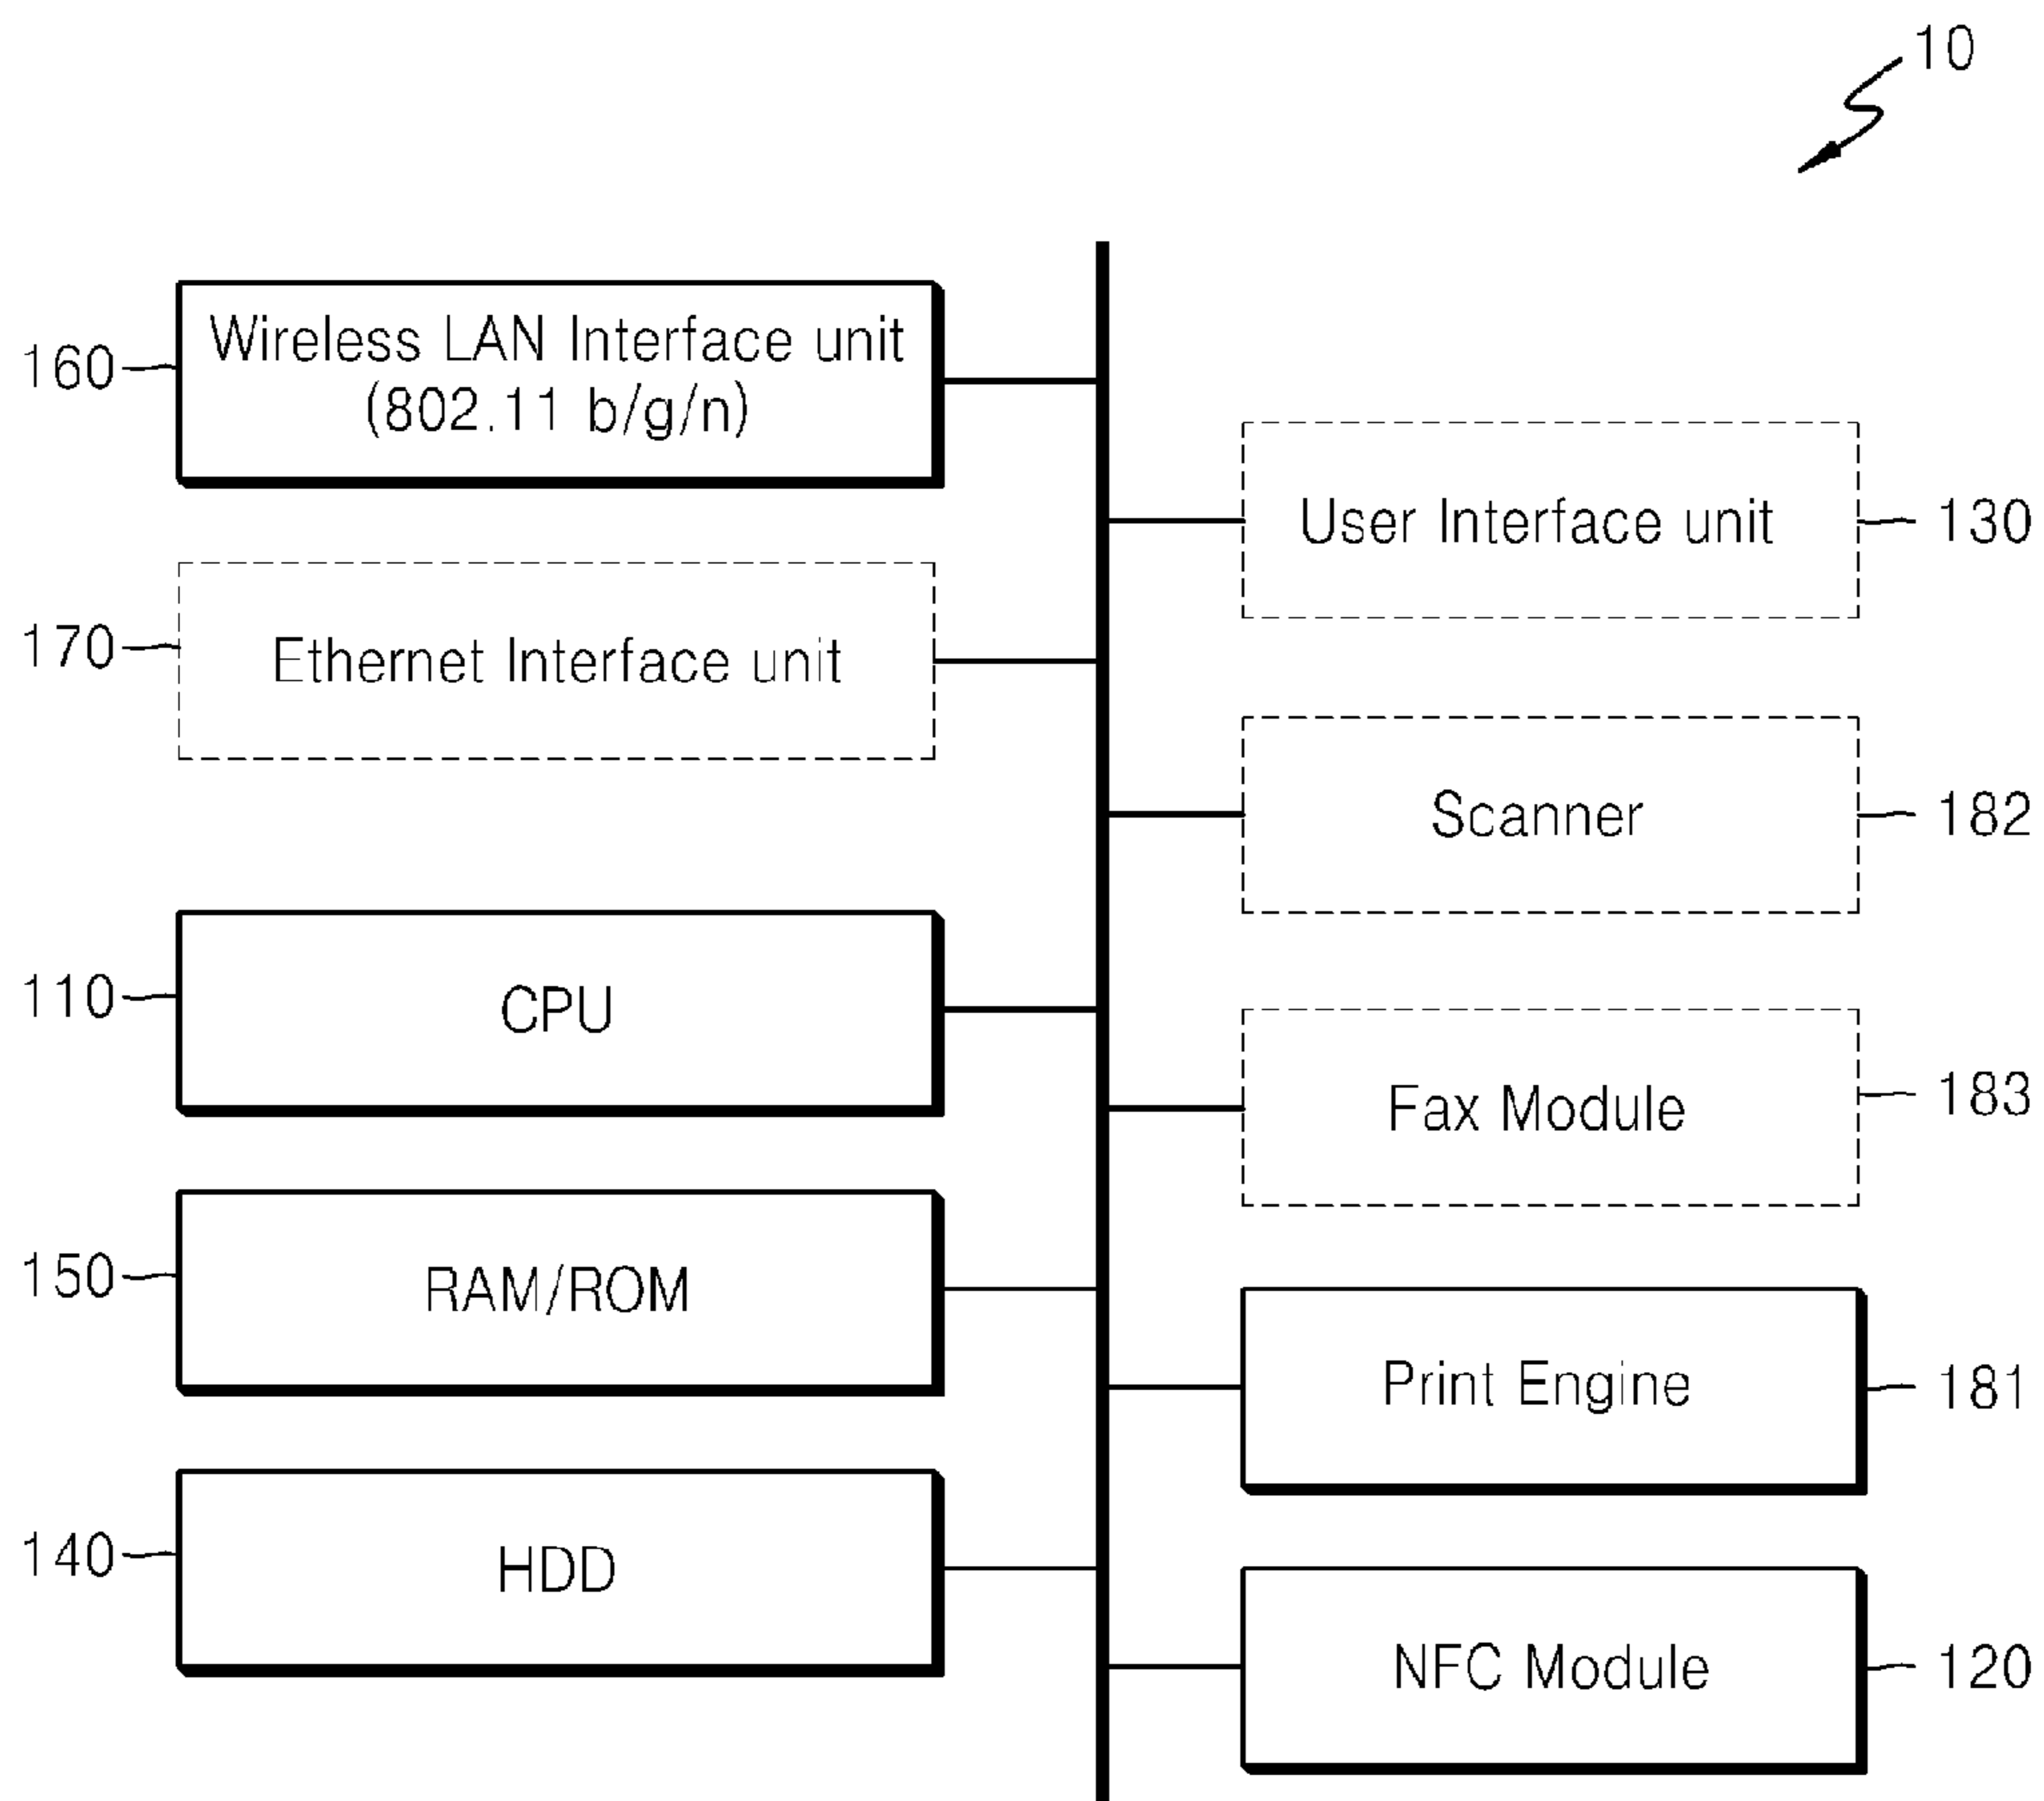 10
160
Wireless LAN Interface unit
(802.11 b/g/n)
User Interface unit
130
170
Ethernet Interface unit
Scanner
182
110
CPU
Fax Module
183
150
RAM/ROM
Print Engine
181
140
HDD
NFC Module
120